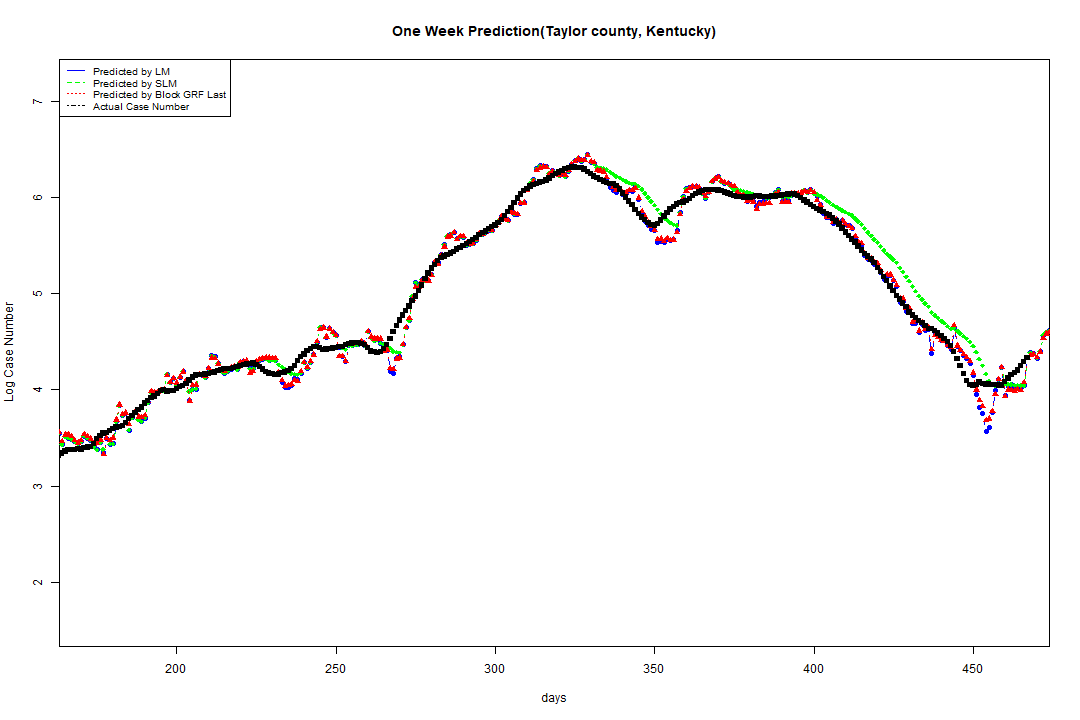 One Week Prediction(Taylor county, Kentucky)
Predicted by LM
Predicted by SLM
Predicted by Block GRF Last
Actual Case Number
7
6
5
4
3
2
Log Case Number
200 250 300 350 400 450
days